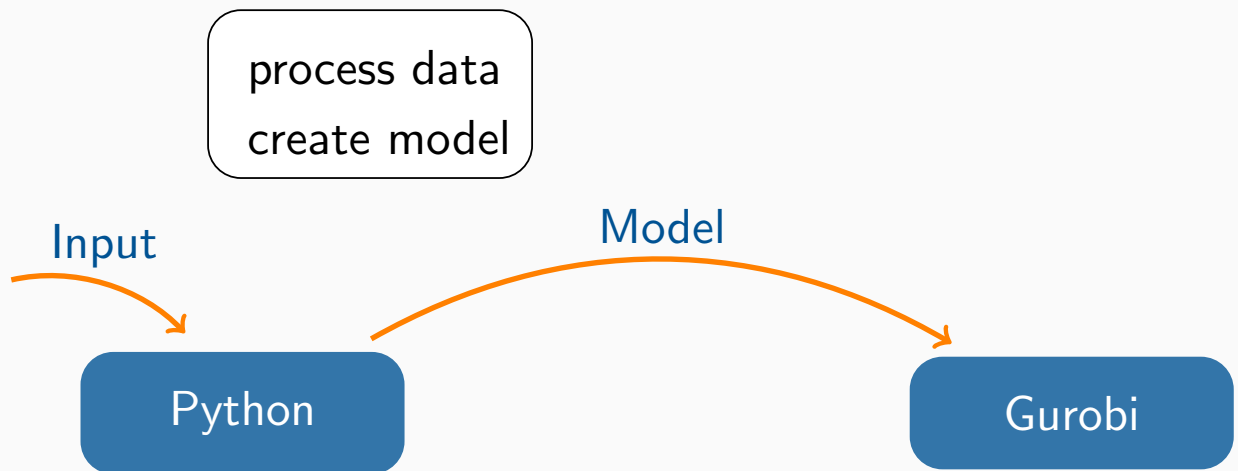 process data
create model
Input
Model
Python
Gurobi